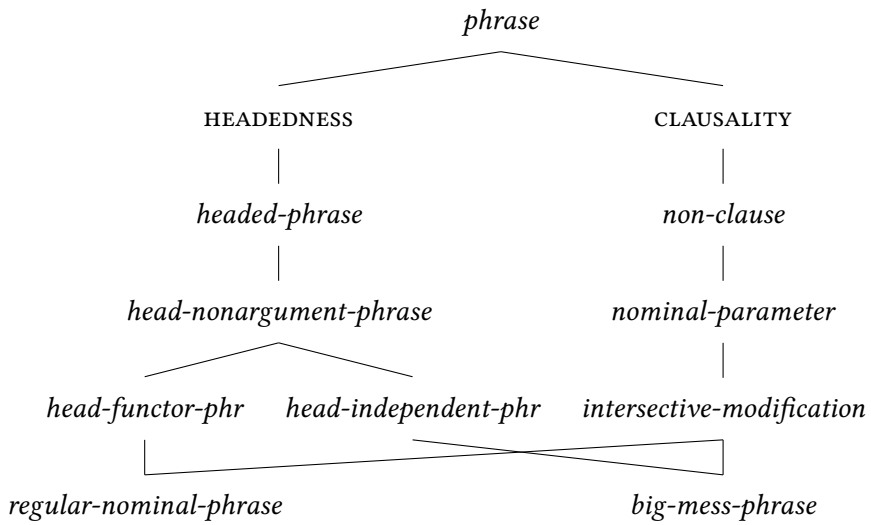 phrase
HEADEDNESS CLAUSALITY
headed-phrase non-clause
head-nonargument-phrase nominal-parameter
head-functor-phr head-independent-phr intersective-modification
regular-nominal-phrase big-mess-phrase